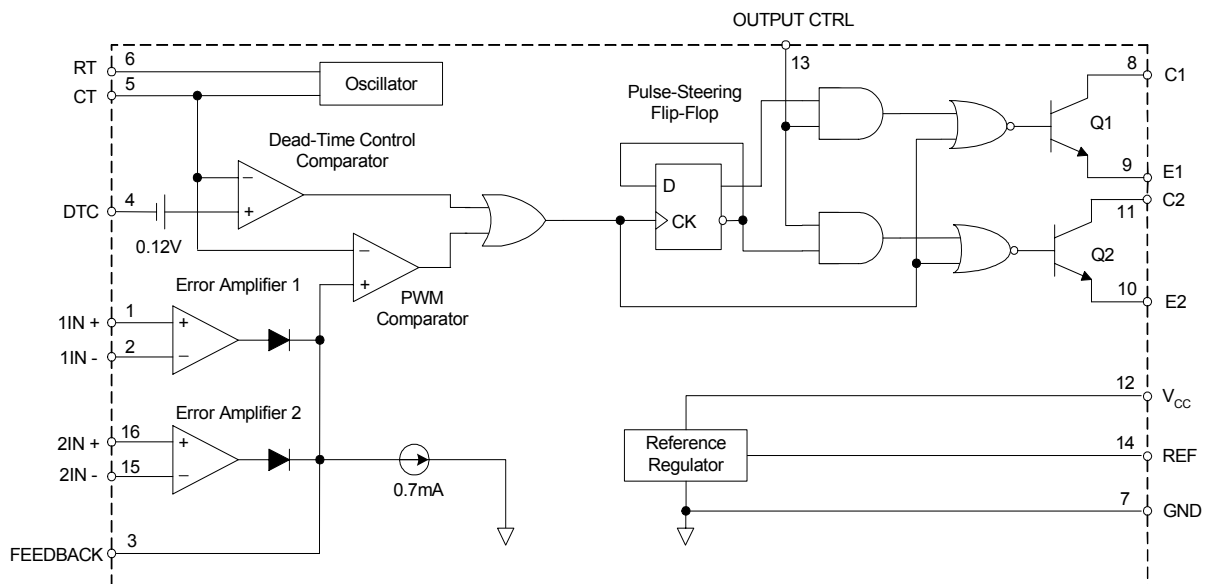 OUTPUT CTRL
13
RT 6
CT 5
Oscillator
Pulse-Steering
Flip-Flop
8 C1
Q1
9 E1
Dead-Time Control
Comparator
−
+
DTC 4
0.12V
D
CK
C2
11
Q2
10 E2
−
+
PWM
Comparator
Error Amplifier 1
1IN + 1 +
1IN - 2 −
Error Amplifier 2
2IN + 16 +
2IN - 15 −
0.7mA
FEEDBACK 3
12 VCC
Reference
Regulator
14 REF
7 GND